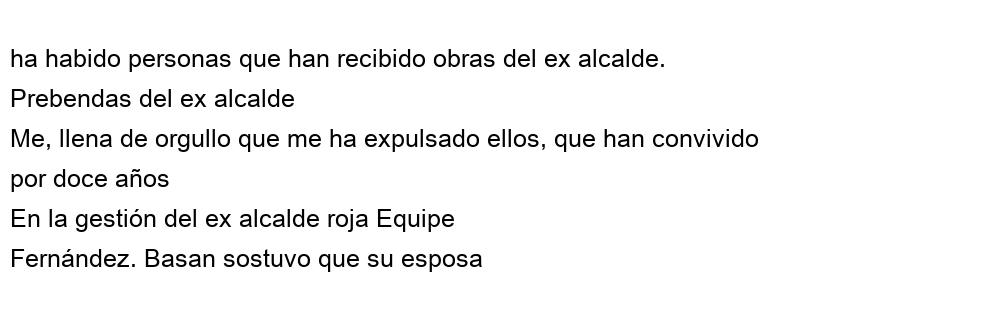 ha habido personas que han recibido obras del ex alcalde.
Prebendas del ex alcalde
Me, llena de orgullo que me ha expulsado ellos, que han convivido
por doce años
En la gestión del ex alcalde roja Equipe
Fernández. Basan sostuvo que su esposa